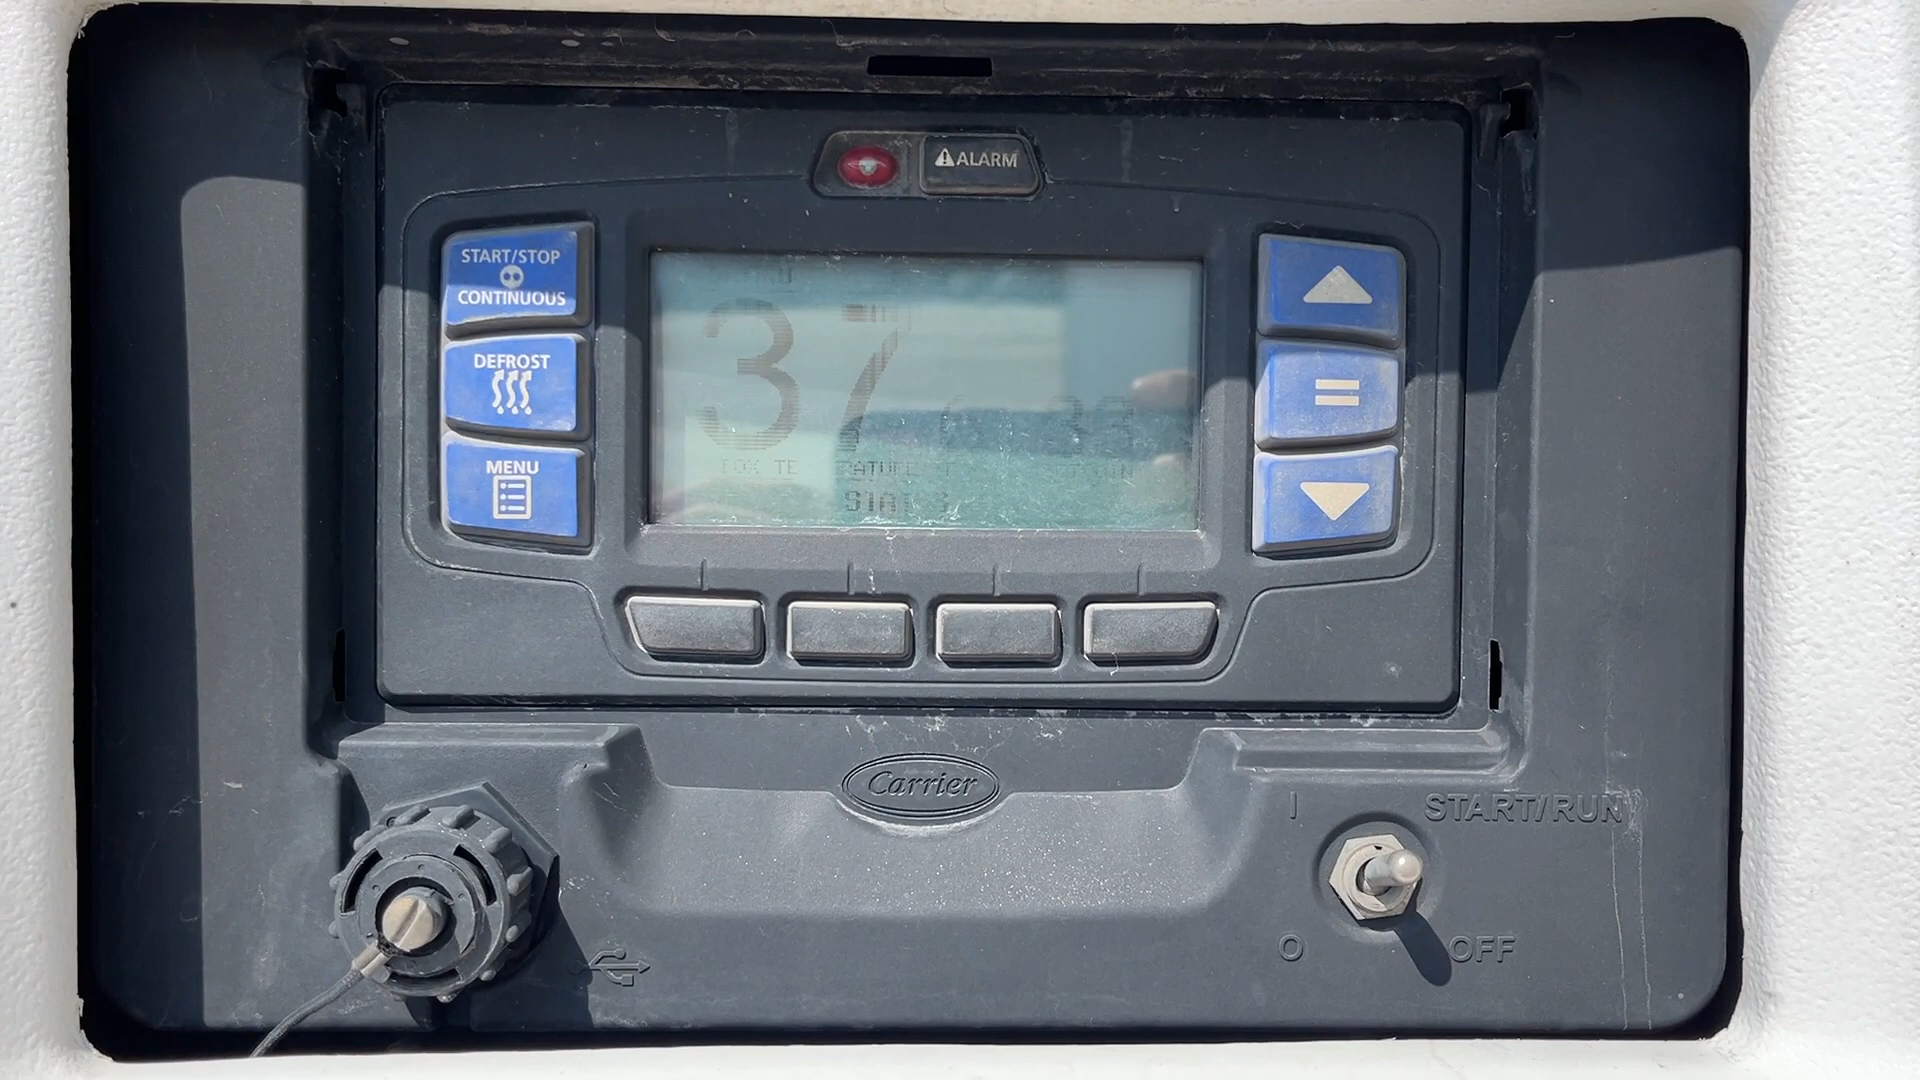 ALARM
START/STOP
CONTINUOUS
DEFROST
MENU
37
Carrier
I START/RUN
O OFF